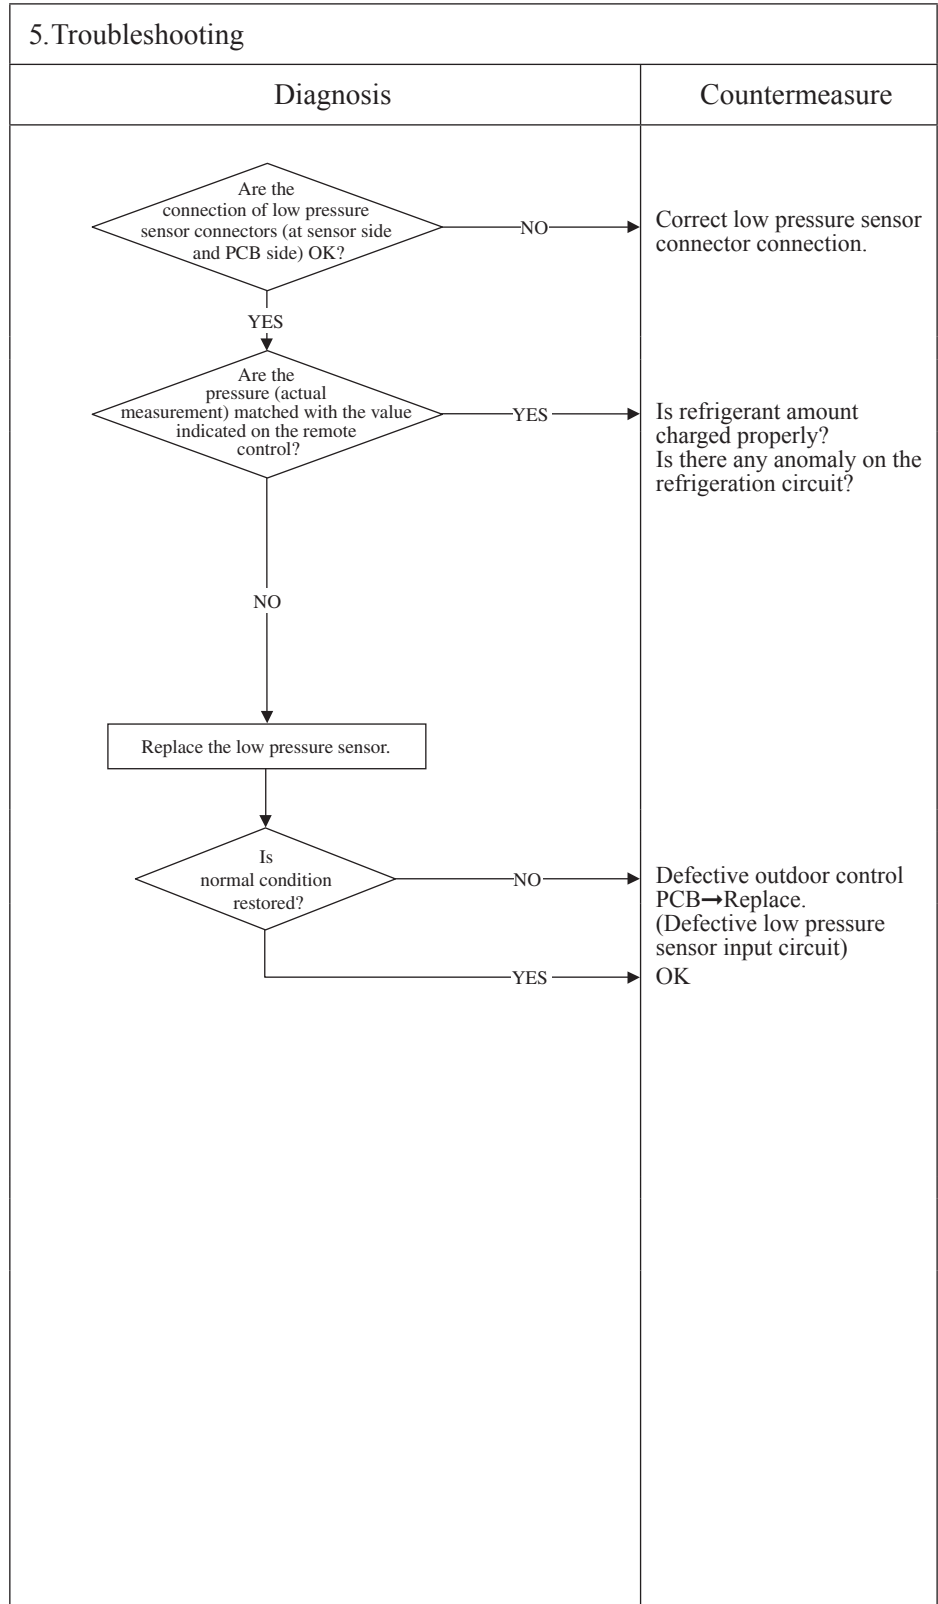 5.Troubleshooting
Diagnosis
Countermeasure
Are the
connection of low pressure
sensor connectors (at sensor side
and PCB side) OK?
NO
Correct low pressure sensor
connector connection.
YES
Are the
pressure (actual
measurement) matched with the value
indicated on the remote
control?
YES
Is refrigerant amount
charged properly?
Is there any anomaly on the
refrigeration circuit?
NO
Replace the low pressure sensor.
Is
normal condition
restored?
NO
Defective outdoor control
PCB→Replace.
(Defective low pressure
sensor input circuit)
YES
OK